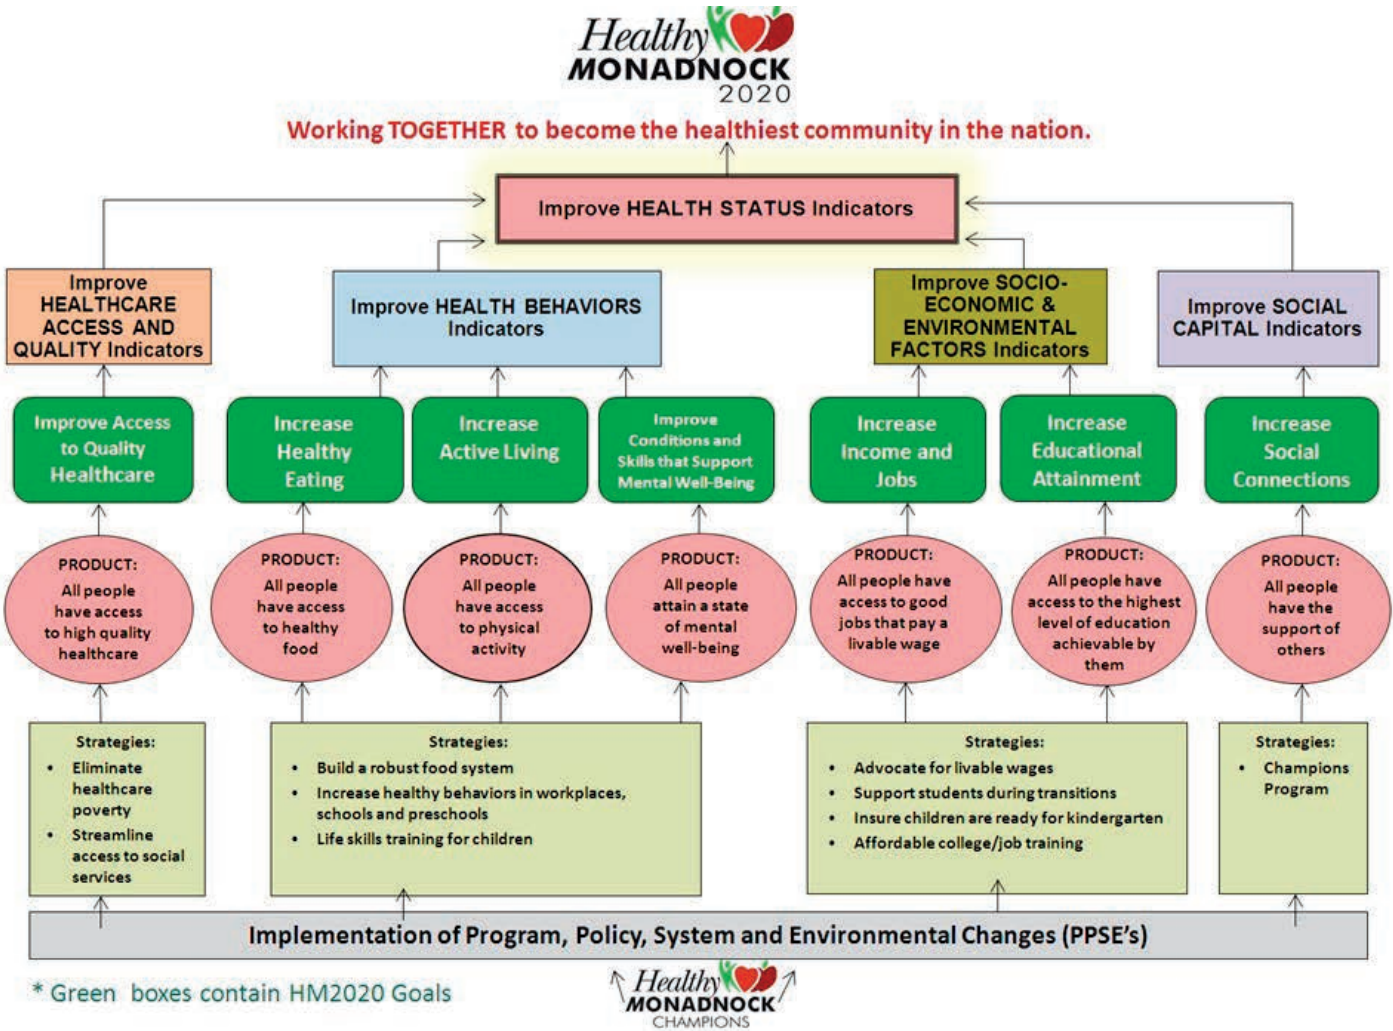 Healthy
MONADNOCK
2020
Working TOGETHER to become the healthiest community in the nation.
Improve HEALTH STATUS Indicators
Improve
HEALTHCARE
ACCESS AND
QUALITY Indicators
Improve HEALTH BEHAVIORS
Indicators
Improve SOCIO-
ECONOMIC &
ENVIRONMENTAL
FACTORS Indicators
Improve SOCIAL
CAPITAL Indicators
Improve Access
to Quality
Healthcare
Increase
Healthy
Eating
Increase
Active Living
Improve
Conditions and
Skills that Support
Mental Well-Being
Increase
Income and
Jobs
Increase
Educational
Attainment
Increase
Social
Connections
PRODUCT:
All people
have access
to high quality
healthcare
PRODUCT:
All people
have access
to healthy
food
PRODUCT:
All people
have access
to physical
activity
PRODUCT:
All people
attain a state
of mental
well-being
PRODUCT:
All people have
access to good
jobs that pay a
livable wage
PRODUCT:
All people have
access to the highest
level of education
achievable by
them
PRODUCT:
All people
have the
support of
others
Strategies:
• Eliminate
healthcare
poverty
• Streamline
access to social
services
Strategies:
• Build a robust food system
• Increase healthy behaviors in workplaces,
schools and preschools
• Life skills training for children
Strategies:
• Advocate for livable wages
• Support students during transitions
• Insure children are ready for kindergarten
• Affordable college/job training
Strategies:
• Champions
Program
Implementation of Program, Policy, System and Environmental Changes (PPSE's)
* Green boxes contain HM2020 Goals
Healthy
MONADNOCK
CHAMPIONS